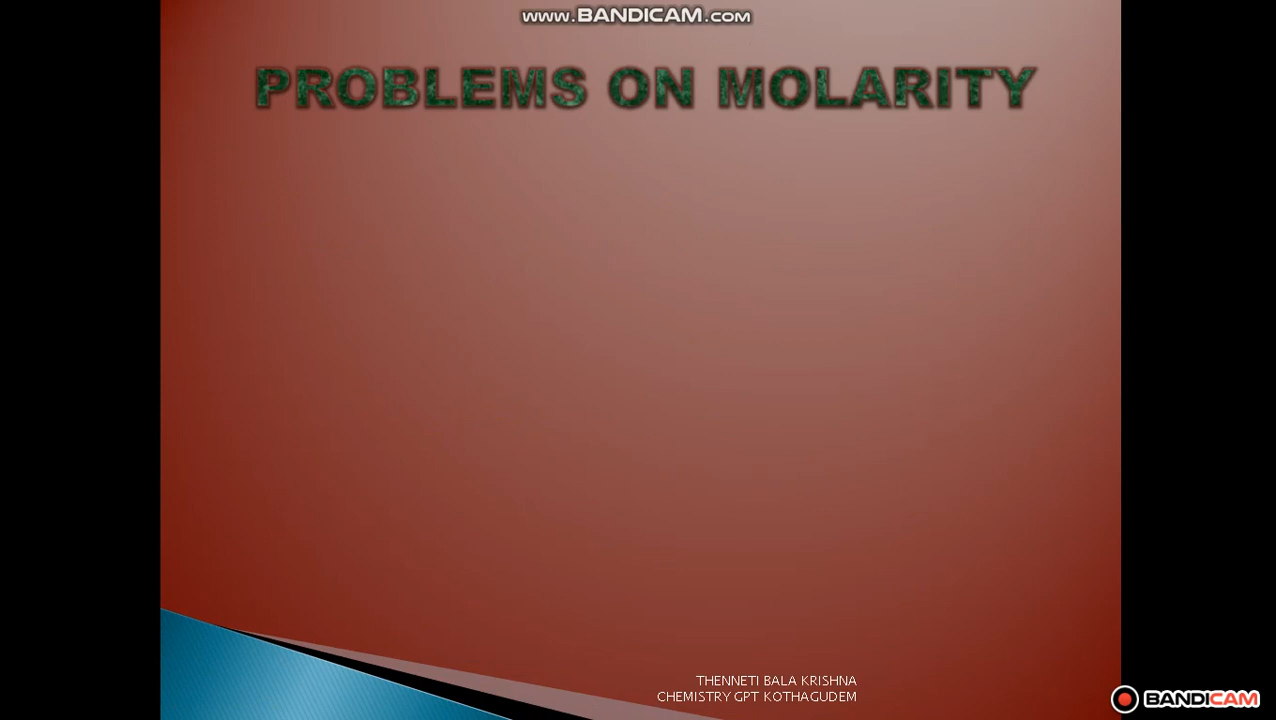 www.BANDICAM.com
PROBLEMS ON MOLARITY
THENNETI BALA KRISHNA
CHEMISTRY GPT KOTHAGUDEM
BANDICAM